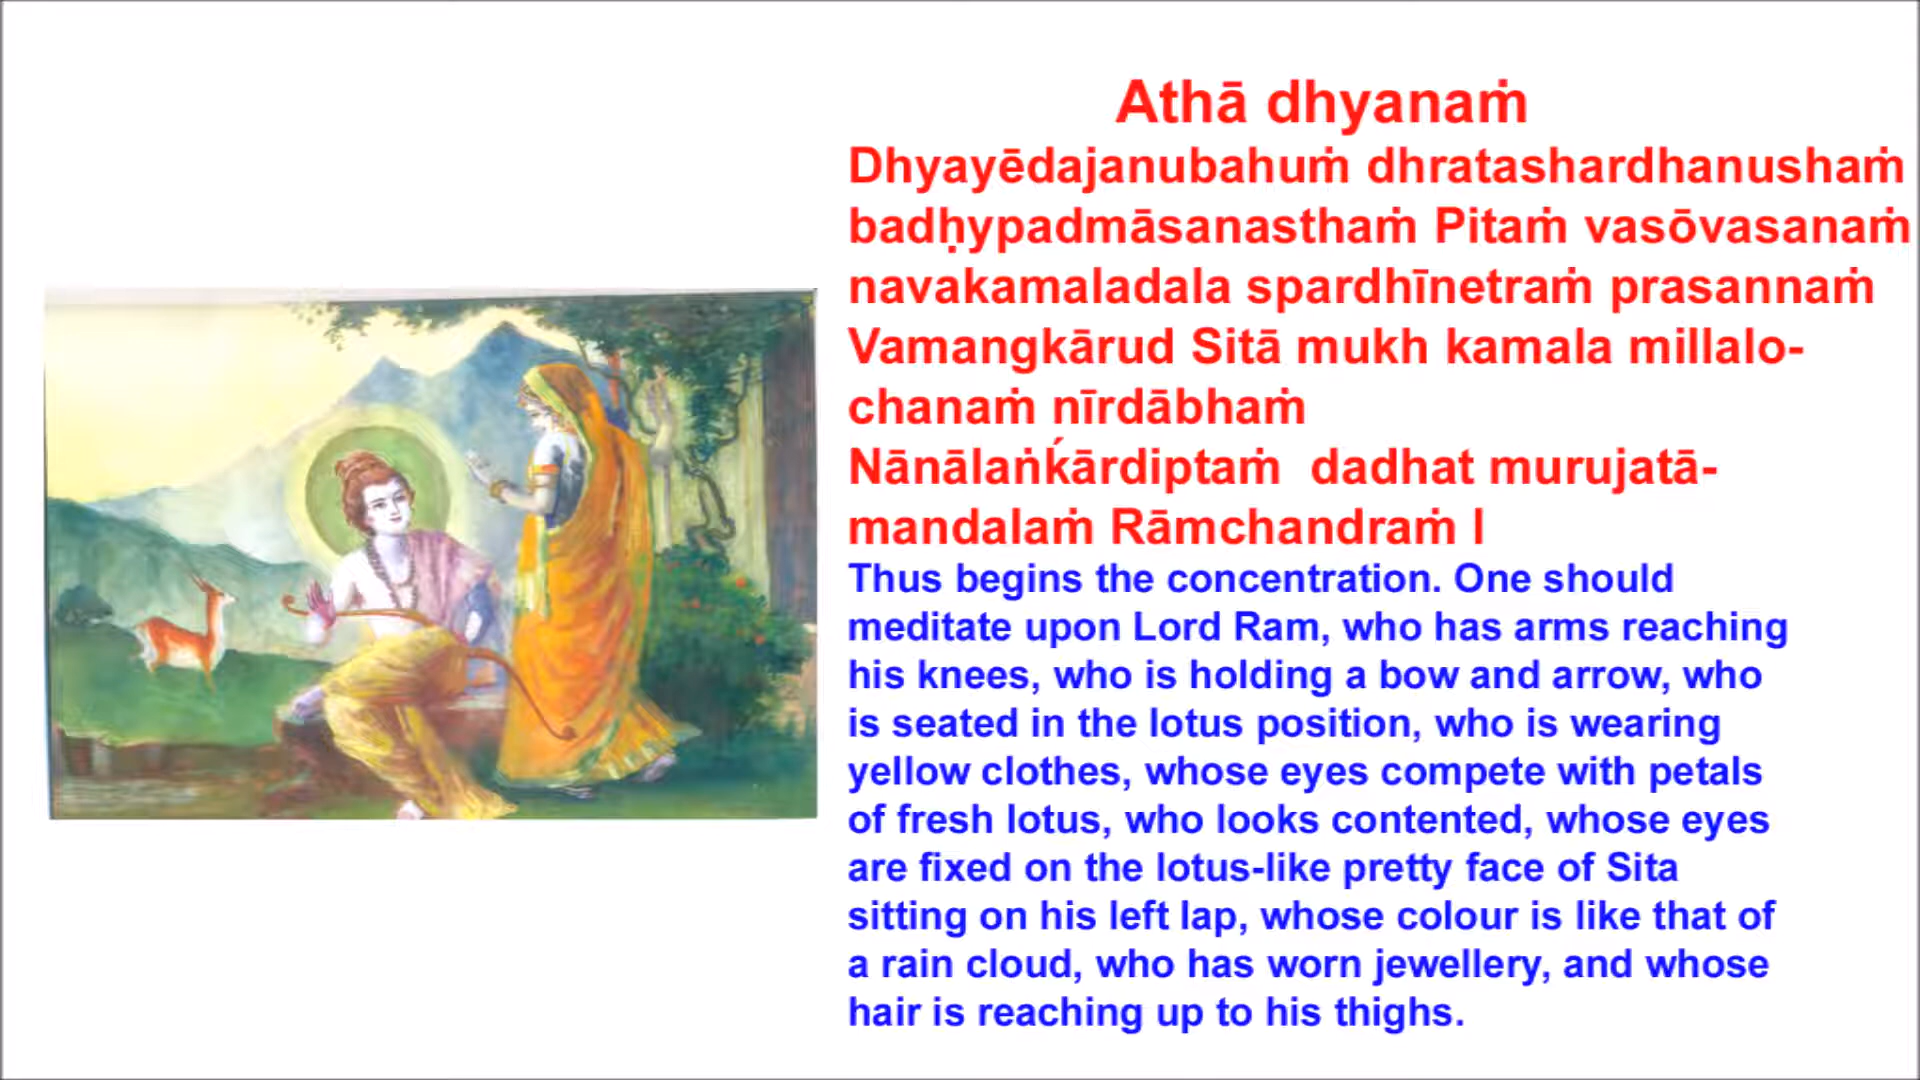 Athā dhyanaṁ
Dhyayēdajanubahuṁ dhratashardhanushaṁ
badḥypadmāsanasthaṁ Pitaṁ vasōvasanaṁ
navakamaladala spardhīnetraṁ prasannaṁ
Vamangkārud Sitā mukh kamala millalo-
chanaṁ nīrdābhaṁ
Nānālaṅḱārdiptaṁ  dadhat murujatā-
mandalaṁ Rāmchandraṁ l
Thus begins the concentration. One should
meditate upon Lord Ram, who has arms reaching
his knees, who is holding a bow and arrow, who
is seated in the lotus position, who is wearing
yellow clothes, whose eyes compete with petals
of fresh lotus, who looks contented, whose eyes
are fixed on the lotus-like pretty face of Sita
sitting on his left lap, whose colour is like that of
a rain cloud, who has worn jewellery, and whose
hair is reaching up to his thighs.